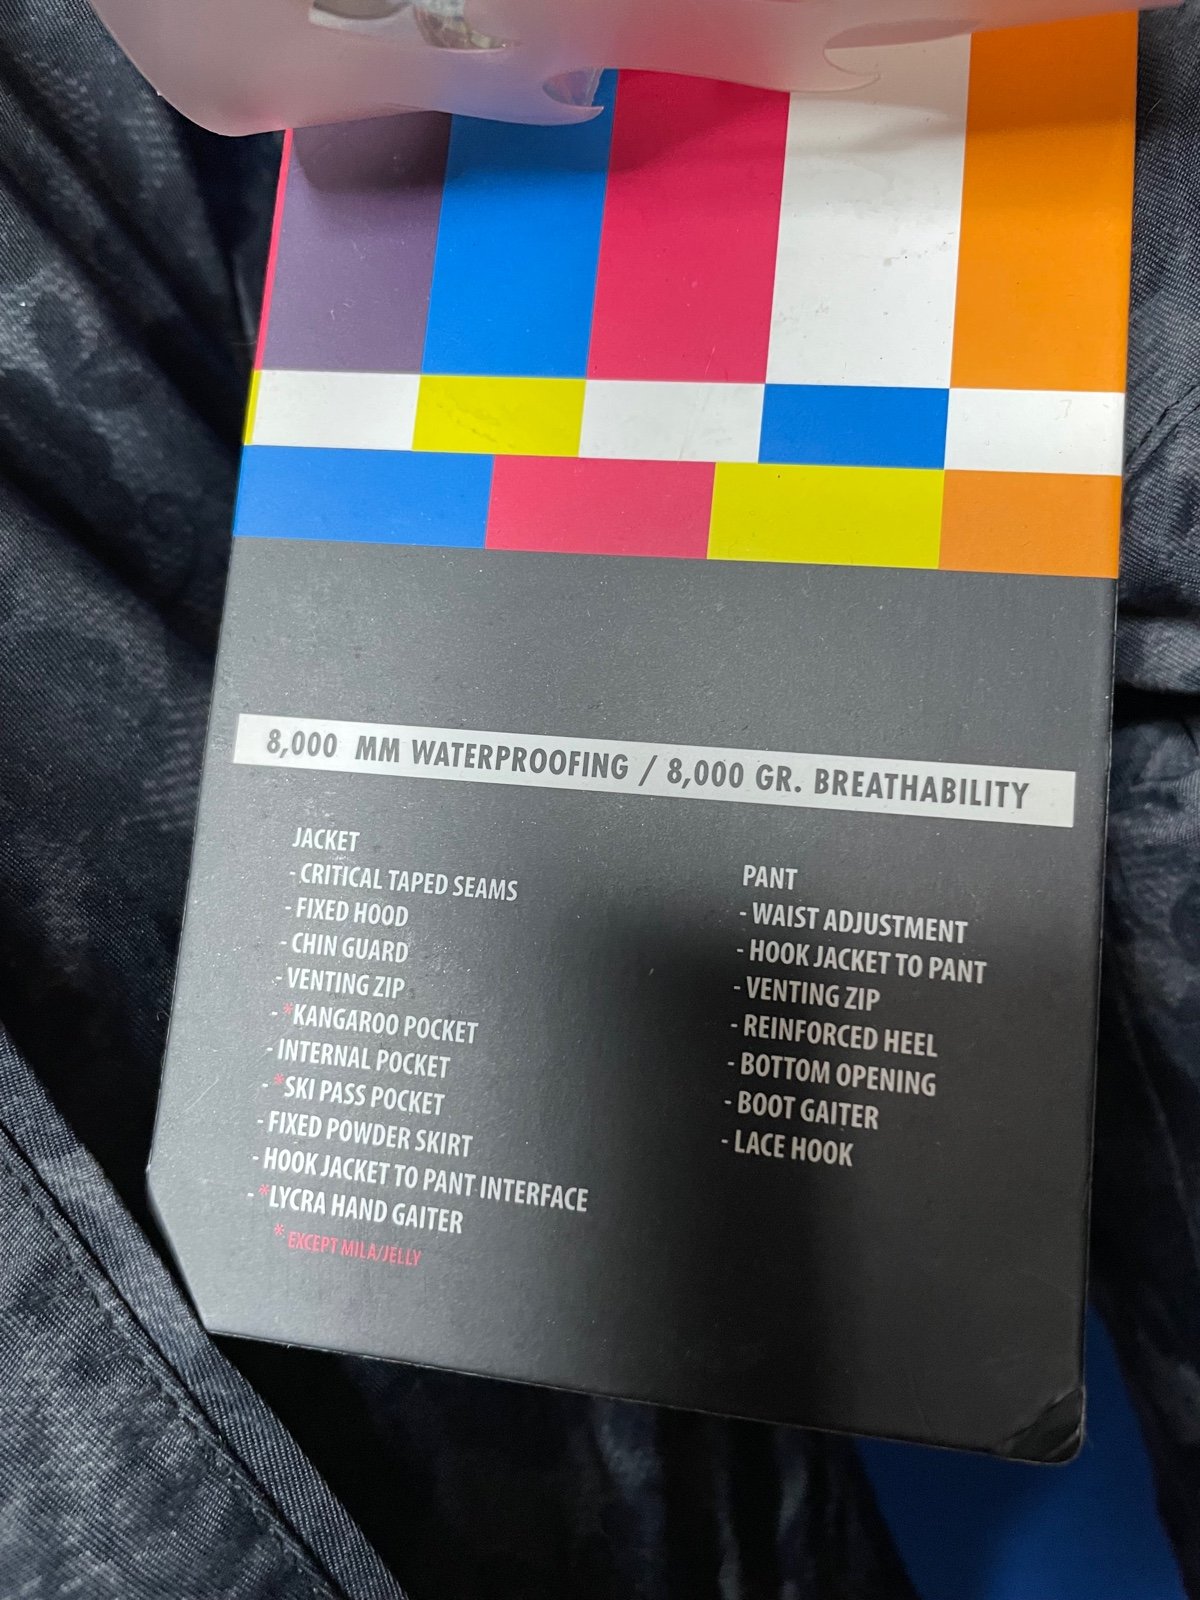 8,000 MM WATERPROOFING / 8,000 GR. BREATHABILITY
JACKET
- CRITICAL TAPED SEAMS
- FIXED HOOD
- CHIN GUARD
- VENTING ZIP
- *KANGAROO POCKET
- INTERNAL POCKET
- *SKI PASS POCKET
- FIXED POWDER SKIRT
- HOOK JACKET TO PANT INTERFACE
- *LYCRA HAND GAITER
* EXCEPT MILA/JELLY
PANT
- WAIST ADJUSTMENT
- HOOK JACKET TO PANT
- VENTING ZIP
- REINFORCED HEEL
- BOTTOM OPENING
- BOOT GAITER
- LACE HOOK